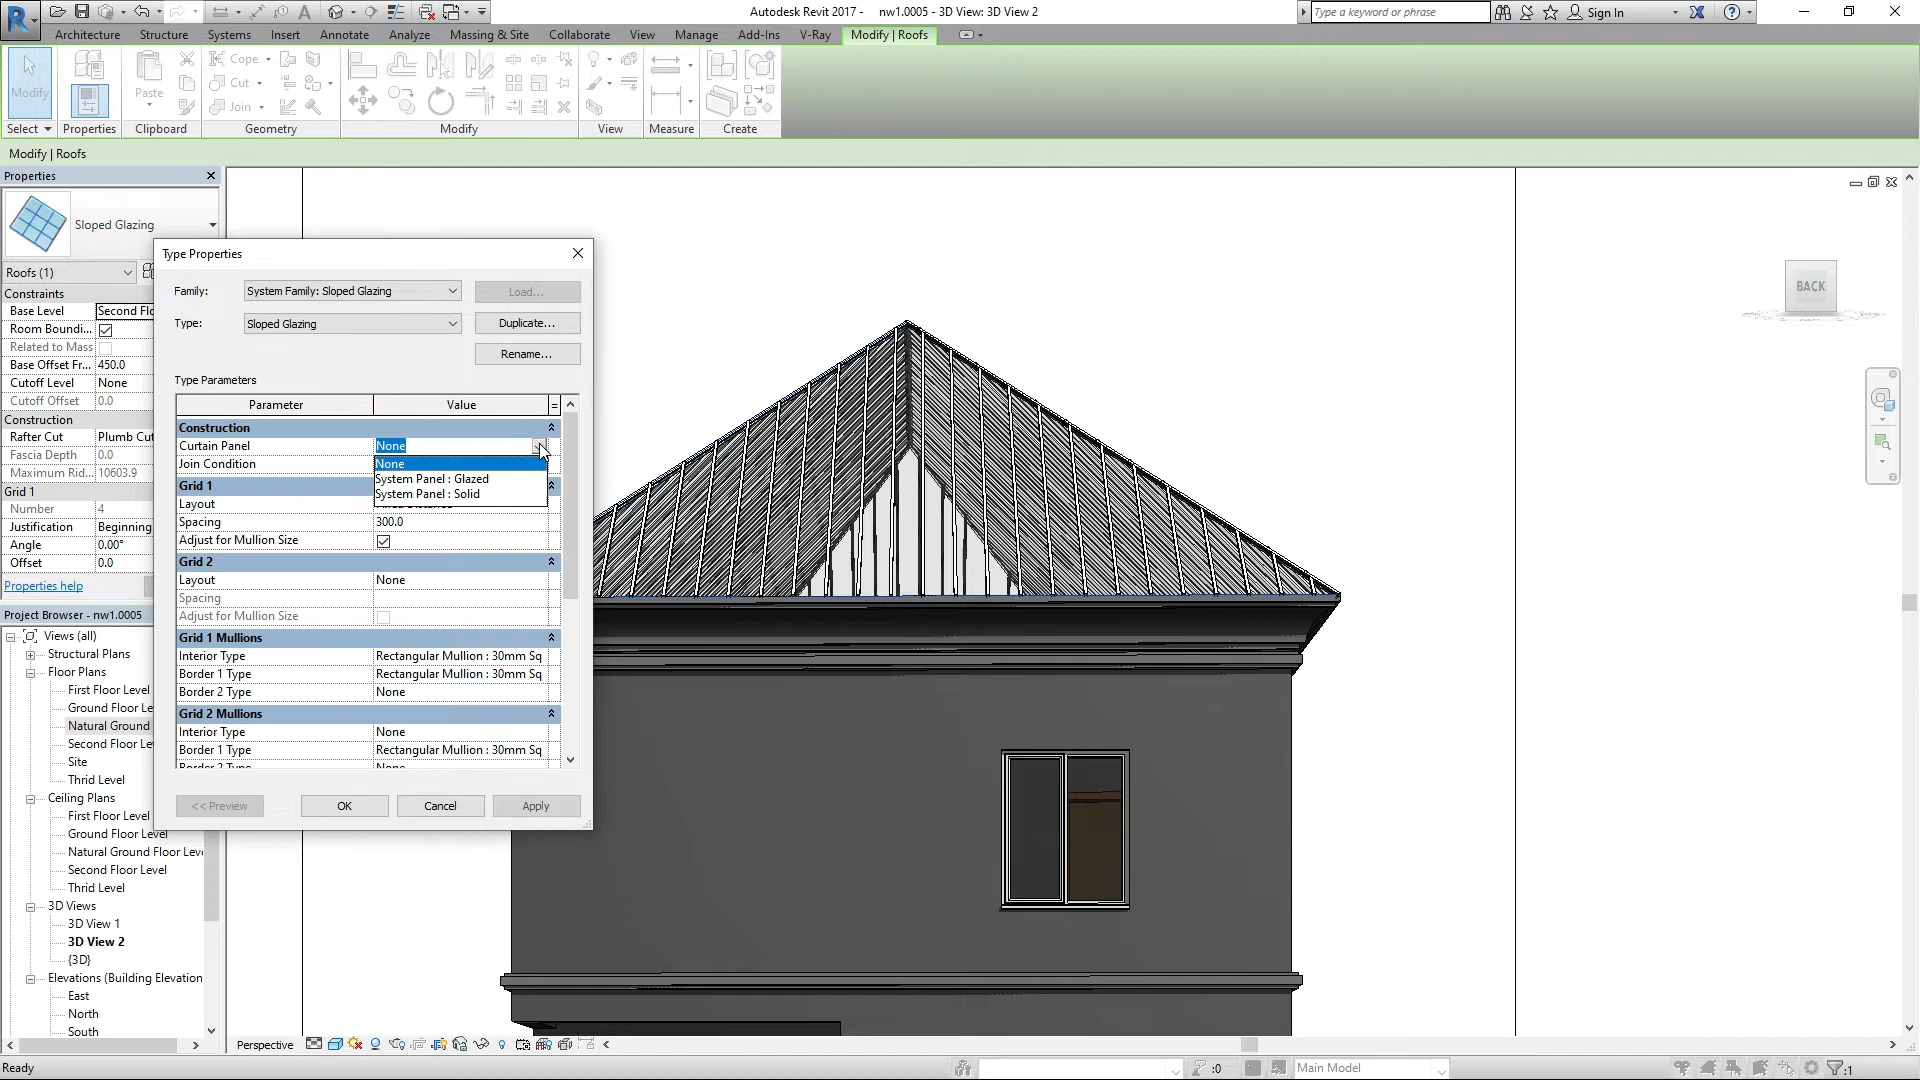 Autodesk Revit 2017 - nw1.0005 - 3D View: 3D View 2
Type a keyword or phrase
Sign In
Architecture Structure Systems Insert Annotate Analyze Massing & Site Collaborate View Manage Add-Ins V-Ray Modify | Roofs
Modify
Paste
Cope
Cut
Join
Select Properties Clipboard Geometry Modify View Measure Create
Modify | Roofs
Properties
Sloped Glazing
Roofs (1)
Constraints
Base Level Second Flo
Room Boundi...
Related to Mass
Base Offset Fr... 450.0
Cutoff Level None
Cutoff Offset 0.0
Construction
Rafter Cut Plumb Cut
Fascia Depth 0.0
Maximum Rid... 10603.9
Grid 1
Number 4
Justification Beginning
Angle 0.00°
Offset 0.0
Properties help
Project Browser - nw1.0005
Views (all)
Structural Plans
Floor Plans
First Floor Level
Ground Floor Le
Natural Ground
Second Floor Le
Site
Thrid Level
Ceiling Plans
First Floor Level
Ground Floor Level
Natural Ground Floor Leve
Second Floor Level
Thrid Level
3D Views
3D View 1
3D View 2
{3D}
Elevations (Building Elevation
East
North
South
Type Properties
Family: System Family: Sloped Glazing Load...
Type: Sloped Glazing Duplicate...
Rename...
Type Parameters
Parameter Value =
Construction
Curtain Panel None
Join Condition
None
System Panel : Glazed
System Panel : Solid
Grid 1
Layout
Spacing 300.0
Adjust for Mullion Size
Grid 2
Layout None
Spacing
Adjust for Mullion Size
Grid 1 Mullions
Interior Type Rectangular Mullion : 30mm Sq
Border 1 Type Rectangular Mullion : 30mm Sq
Border 2 Type None
Grid 2 Mullions
Interior Type None
Border 1 Type Rectangular Mullion : 30mm Sq
Border 2 Type None
<< Preview OK Cancel Apply
BACK
Perspective
Ready
:0
Main Model
:1